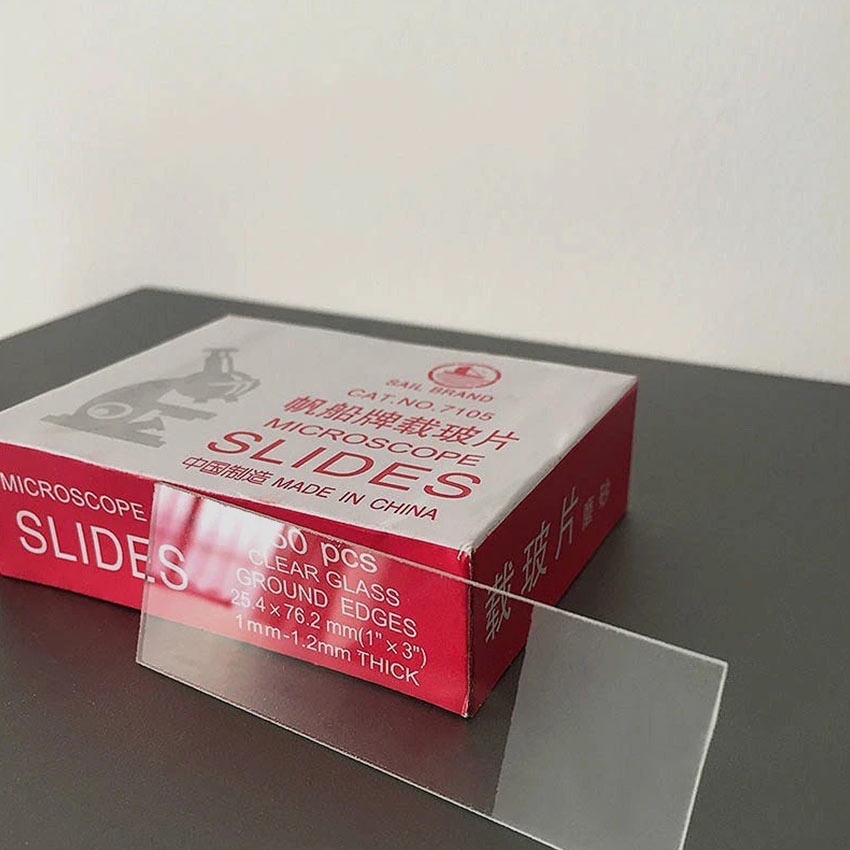 SAIL BRAND
CAT.NO.7105
帆船牌载玻片
MICROSCOPE
SLIDES
中国制造 MADE IN CHINA
MICROSCOPE
SLIDES
50 pcs
CLEAR GLASS
GROUND EDGES
25.4×76.2 mm(1"×3")
1mm-1.2mm THICK
载玻片